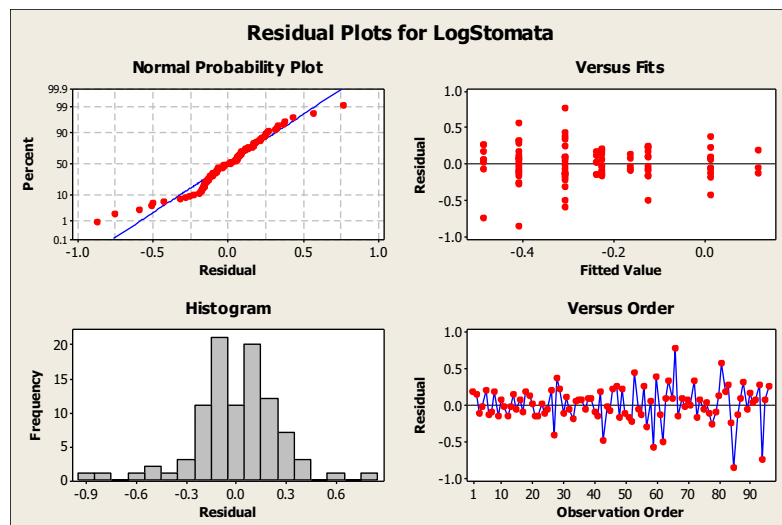 Residual Plots for LogStomata
Normal Probability Plot
99.9
99
90
50
10
1
0.1
Percent
-1.0 -0.5 0.0 0.5 1.0
Residual
Versus Fits
1.0
0.5
0.0
-0.5
-1.0
Residual
-0.4 -0.2 0.0
Fitted Value
Histogram
20
15
10
5
0
Frequency
-0.9 -0.6 -0.3 0.0 0.3 0.6
Residual
Versus Order
1.0
0.5
0.0
-0.5
-1.0
Residual
1 10 20 30 40 50 60 70 80 90
Observation Order